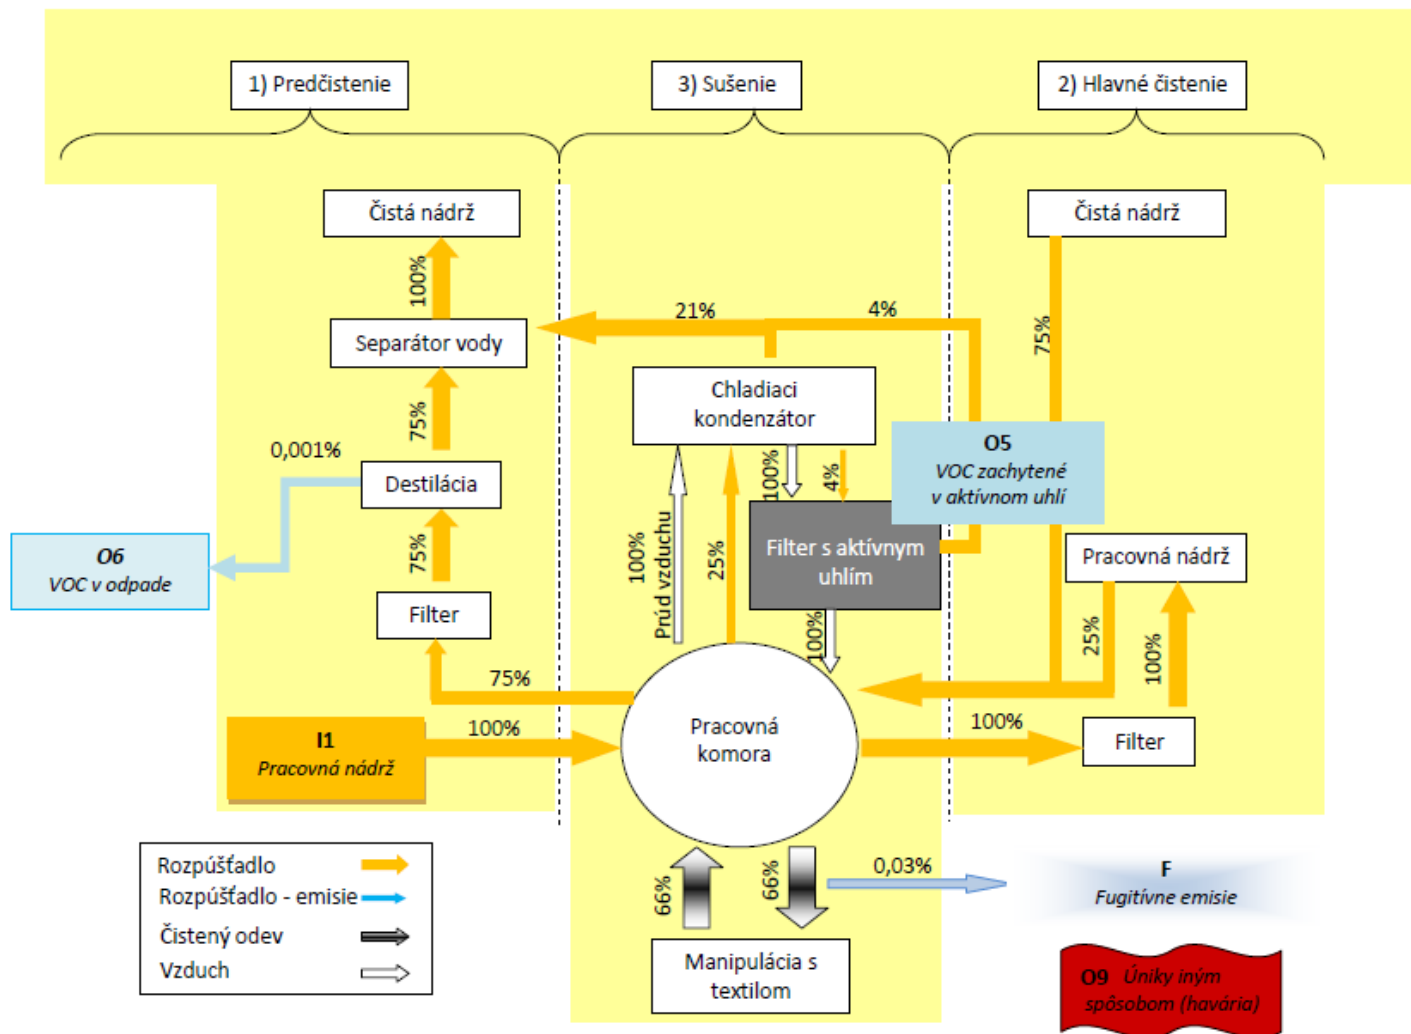 1) Predčistenie
3) Sušenie
2) Hlavné čistenie
Čistá nádrž
Čistá nádrž
100%
21%
4%
75%
Separátor vody
Chladiaci
kondenzátor
75%
0,001%
Destilácia
100%
4%
O5
VOC zachytené
v aktívnom uhlí
O6
VOC v odpade
75%
100%
Prúd vzduchu
25%
Filter s aktívnym
uhlím
Pracovná nádrž
Filter
100%
25%
100%
75%
I1
Pracovná nádrž
100%
Pracovná
komora
100%
Filter
Rozpúšťadlo
Rozpúšťadlo - emisie
Čistený odev
Vzduch
66%
66%
0,03%
F
Fugitívne emisie
Manipulácia s
textilom
O9 Úniky iným
spôsobom (havária)